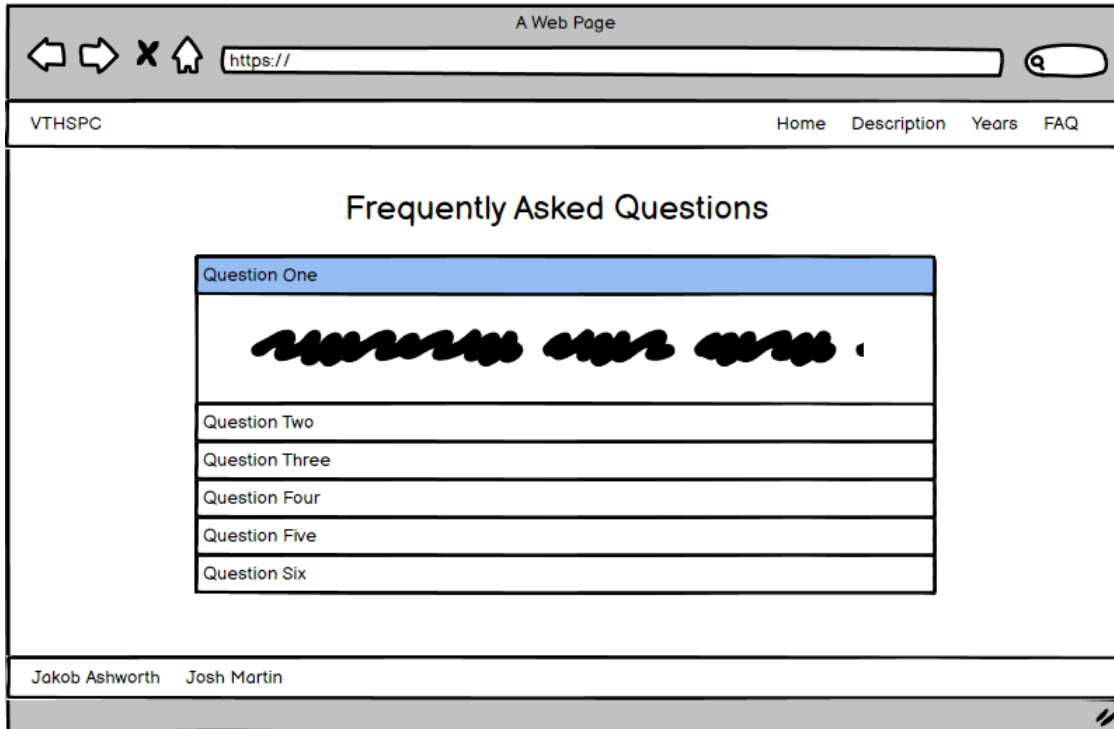 A Web Page
https://
VTHSPC Home Description Years FAQ
Frequently Asked Questions
Question One
Question Two
Question Three
Question Four
Question Five
Question Six
Jakob Ashworth Josh Martin